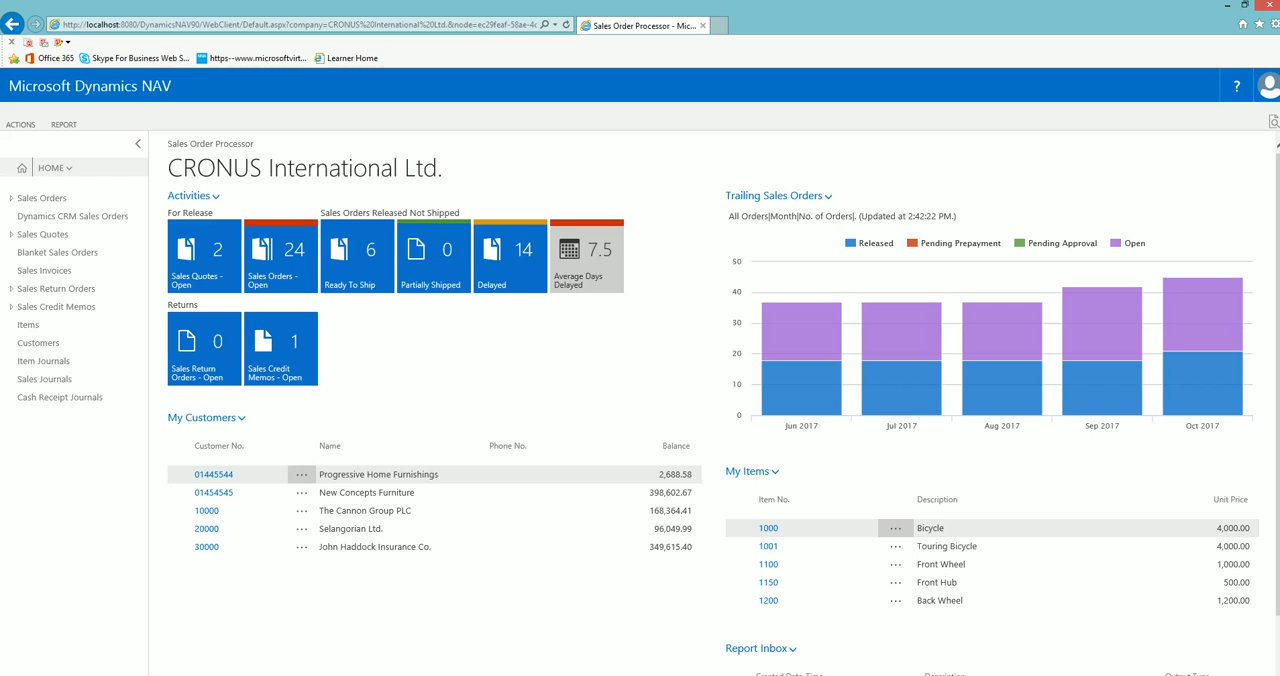 http://localhost:8080/DynamicsNAV90/WebClient/Default.aspx?company=CRONUS%20International%20Ltd.&node=ec29feaf-58ae-4
Sales Order Processor - Mic...
Office 365
Skype For Business Web S...
https--www.microsoftvirt...
Learner Home
Microsoft Dynamics NAV
?
ACTIONS
REPORT
HOME
Sales Orders
Dynamics CRM Sales Orders
Sales Quotes
Blanket Sales Orders
Sales Invoices
Sales Return Orders
Sales Credit Memos
Items
Customers
Item Journals
Sales Journals
Cash Receipt Journals
Sales Order Processor
CRONUS International Ltd.
Activities
For Release
Sales Orders Released Not Shipped
2
Sales Quotes -
Open
24
Sales Orders -
Open
6
Ready To Ship
0
Partially Shipped
14
Delayed
7.5
Average Days
Delayed
Returns
0
Sales Return
Orders - Open
1
Sales Credit
Memos - Open
My Customers
Customer No. Name Phone No. Balance
01445544 ... Progressive Home Furnishings 2,688.58
01454545 ... New Concepts Furniture 398,602.67
10000 ... The Cannon Group PLC 168,364.41
20000 ... Selangorian Ltd. 96,049.99
30000 ... John Haddock Insurance Co. 349,615.40
Trailing Sales Orders
All Orders|Month|No. of Orders|. (Updated at 2:42:22 PM.)
Released Pending Prepayment Pending Approval Open
50
40
30
20
10
0
Jun 2017 Jul 2017 Aug 2017 Sep 2017 Oct 2017
My Items
Item No. Description Unit Price
1000 ... Bicycle 4,000.00
1001 ... Touring Bicycle 4,000.00
1100 ... Front Wheel 1,000.00
1150 ... Front Hub 500.00
1200 ... Back Wheel 1,200.00
Report Inbox